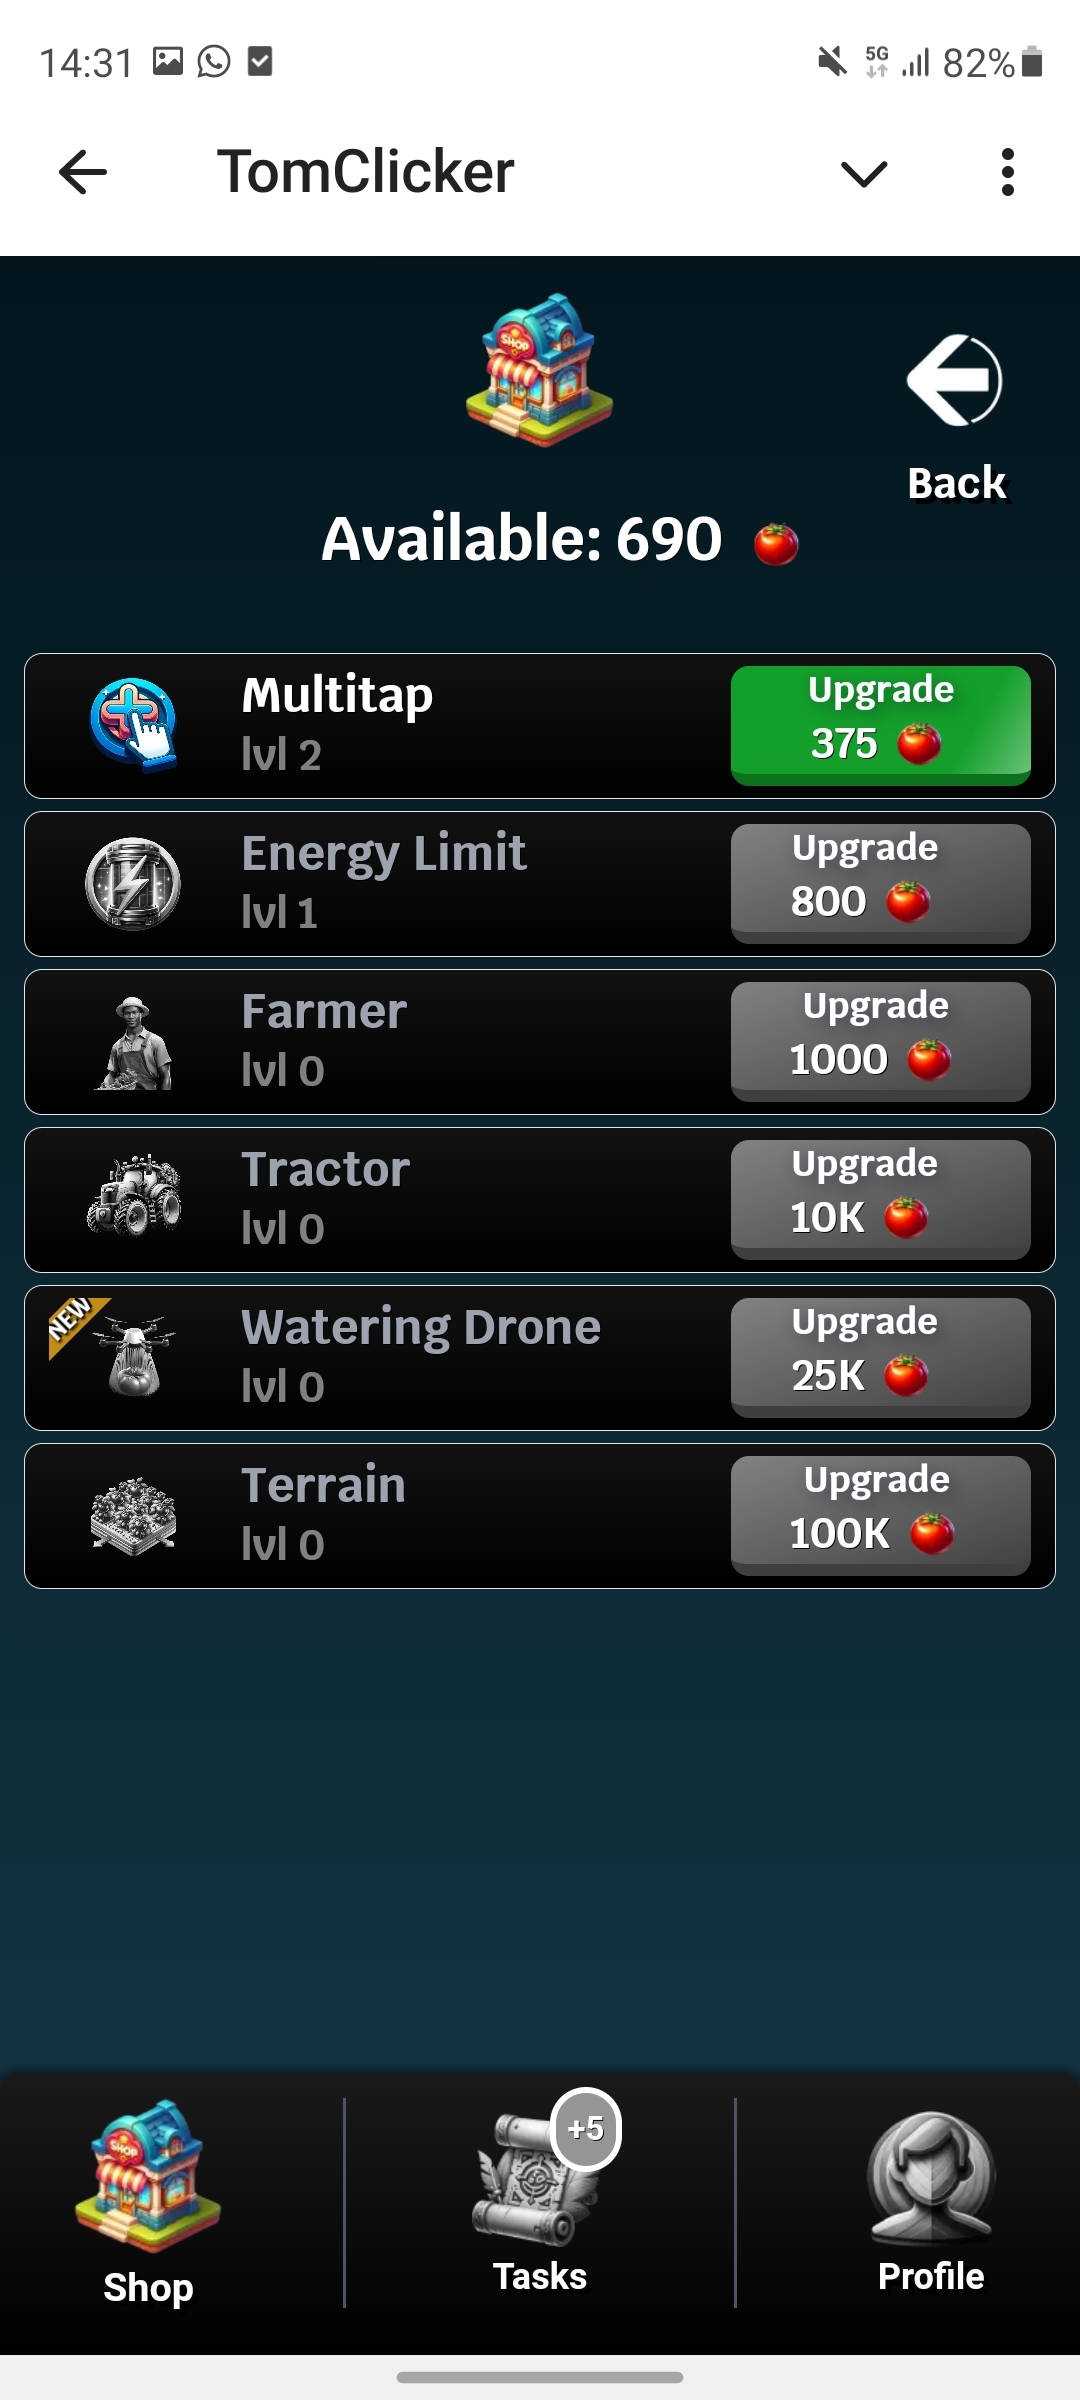 14:31
5G
82%
TomClicker
SHOP
Back
Available: 690
Multitap
lvl 2
Upgrade
375
Energy Limit
lvl 1
Upgrade
800
Farmer
lvl 0
Upgrade
1000
Tractor
lvl 0
Upgrade
10K
NEW
Watering Drone
lvl 0
Upgrade
25K
Terrain
lvl 0
Upgrade
100K
SHOP
Shop
+5
Tasks
Profile